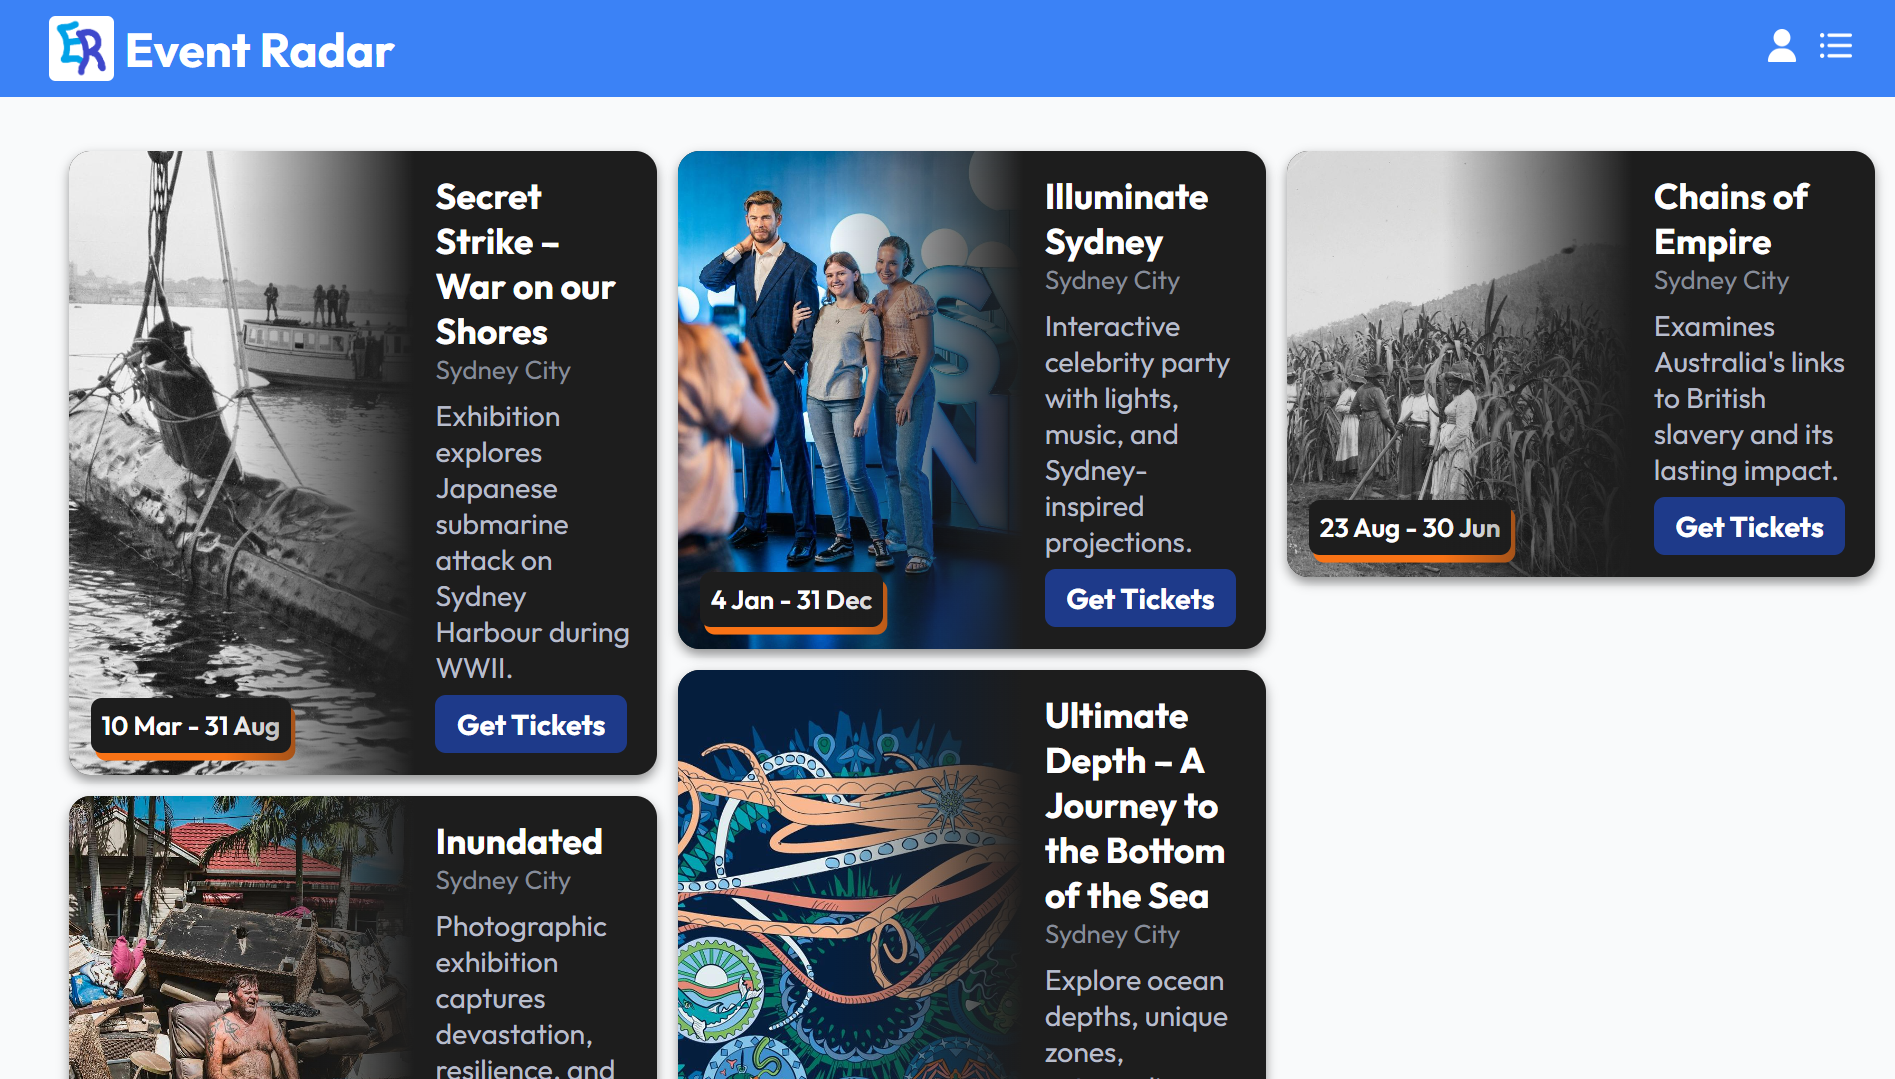 ER Event Radar
Secret
Strike –
War on our
Shores
Sydney City
Exhibition
explores
Japanese
submarine
attack on
Sydney
Harbour during
WWII.
10 Mar - 31 Aug
Get Tickets
Inundated
Sydney City
Photographic
exhibition
captures
devastation,
resilience, and
Illuminate
Sydney
Sydney City
Interactive
celebrity party
with lights,
music, and
Sydney-
inspired
projections.
4 Jan - 31 Dec
Get Tickets
Ultimate
Depth – A
Journey to
the Bottom
of the Sea
Sydney City
Explore ocean
depths, unique
zones,
Chains of
Empire
Sydney City
Examines
Australia's links
to British
slavery and its
lasting impact.
23 Aug - 30 Jun
Get Tickets